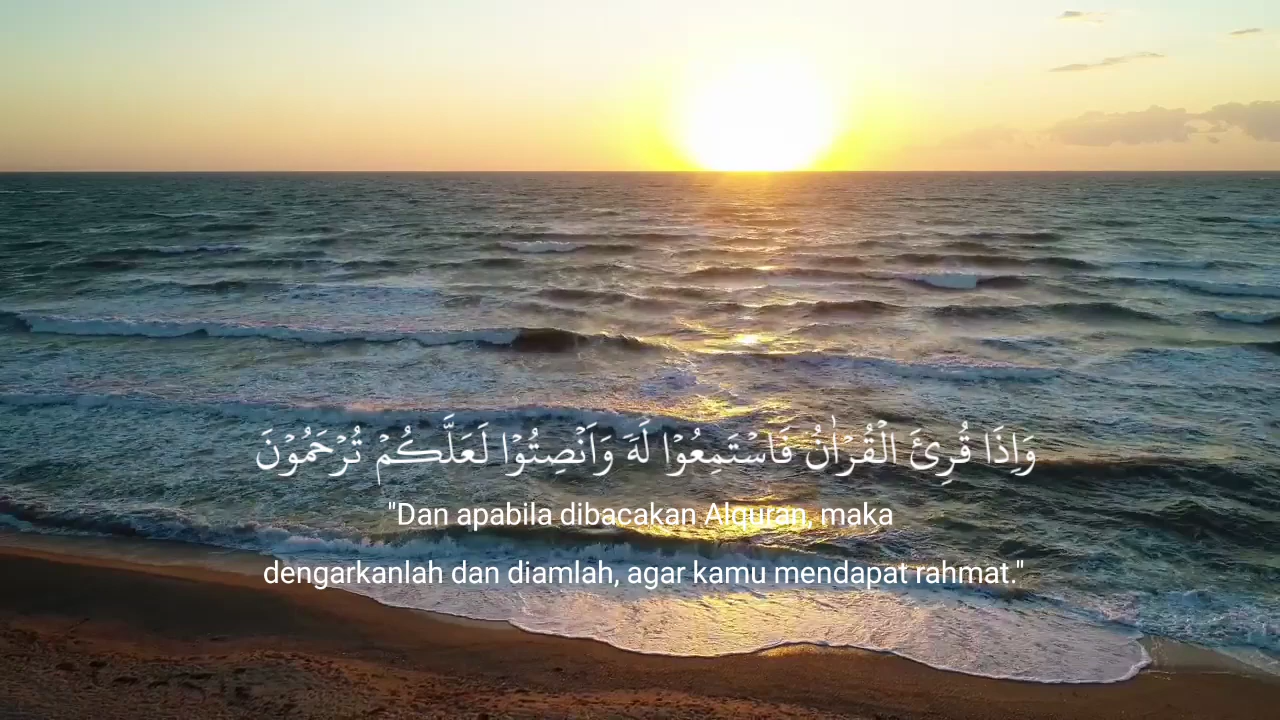 وَاِذَا قُرِئَ الْقُرْاٰنُ فَاسْتَمِعُوْا لَهٗ وَاَنْصِتُوْا لَعَلَّكُمْ تُرْحَمُوْنَ
"Dan apabila dibacakan Alquran, maka
dengarkanlah dan diamlah, agar kamu mendapat rahmat."